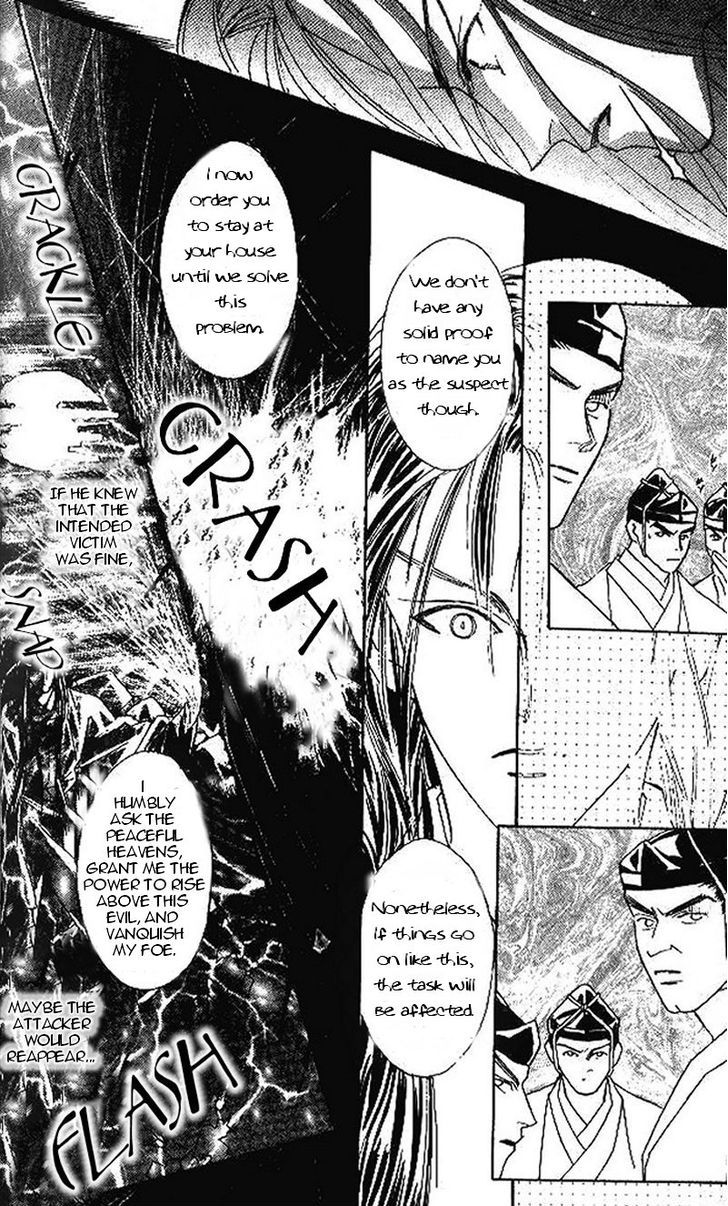 We don't
have any
solid proof
to name you
as the suspect
though.
Nonetheless,
if things go
on like this,
the task will
be affected
I now
order you
to stay at
your house
until we solve
this
problem.
CRACKLE
CRASH
IF HE KNEW
THAT THE
INTENDED
VICTIM
WAS FINE,
SNAP
I
HUMBLY
ASK THE
PEACEFUL
HEAVENS,
GRANT ME THE
POWER TO RISE
ABOVE THIS
EVIL, AND
VANQUISH
MY FOE.
MAYBE THE
ATTACKER
WOULD
REAPPEAR...
FLASH